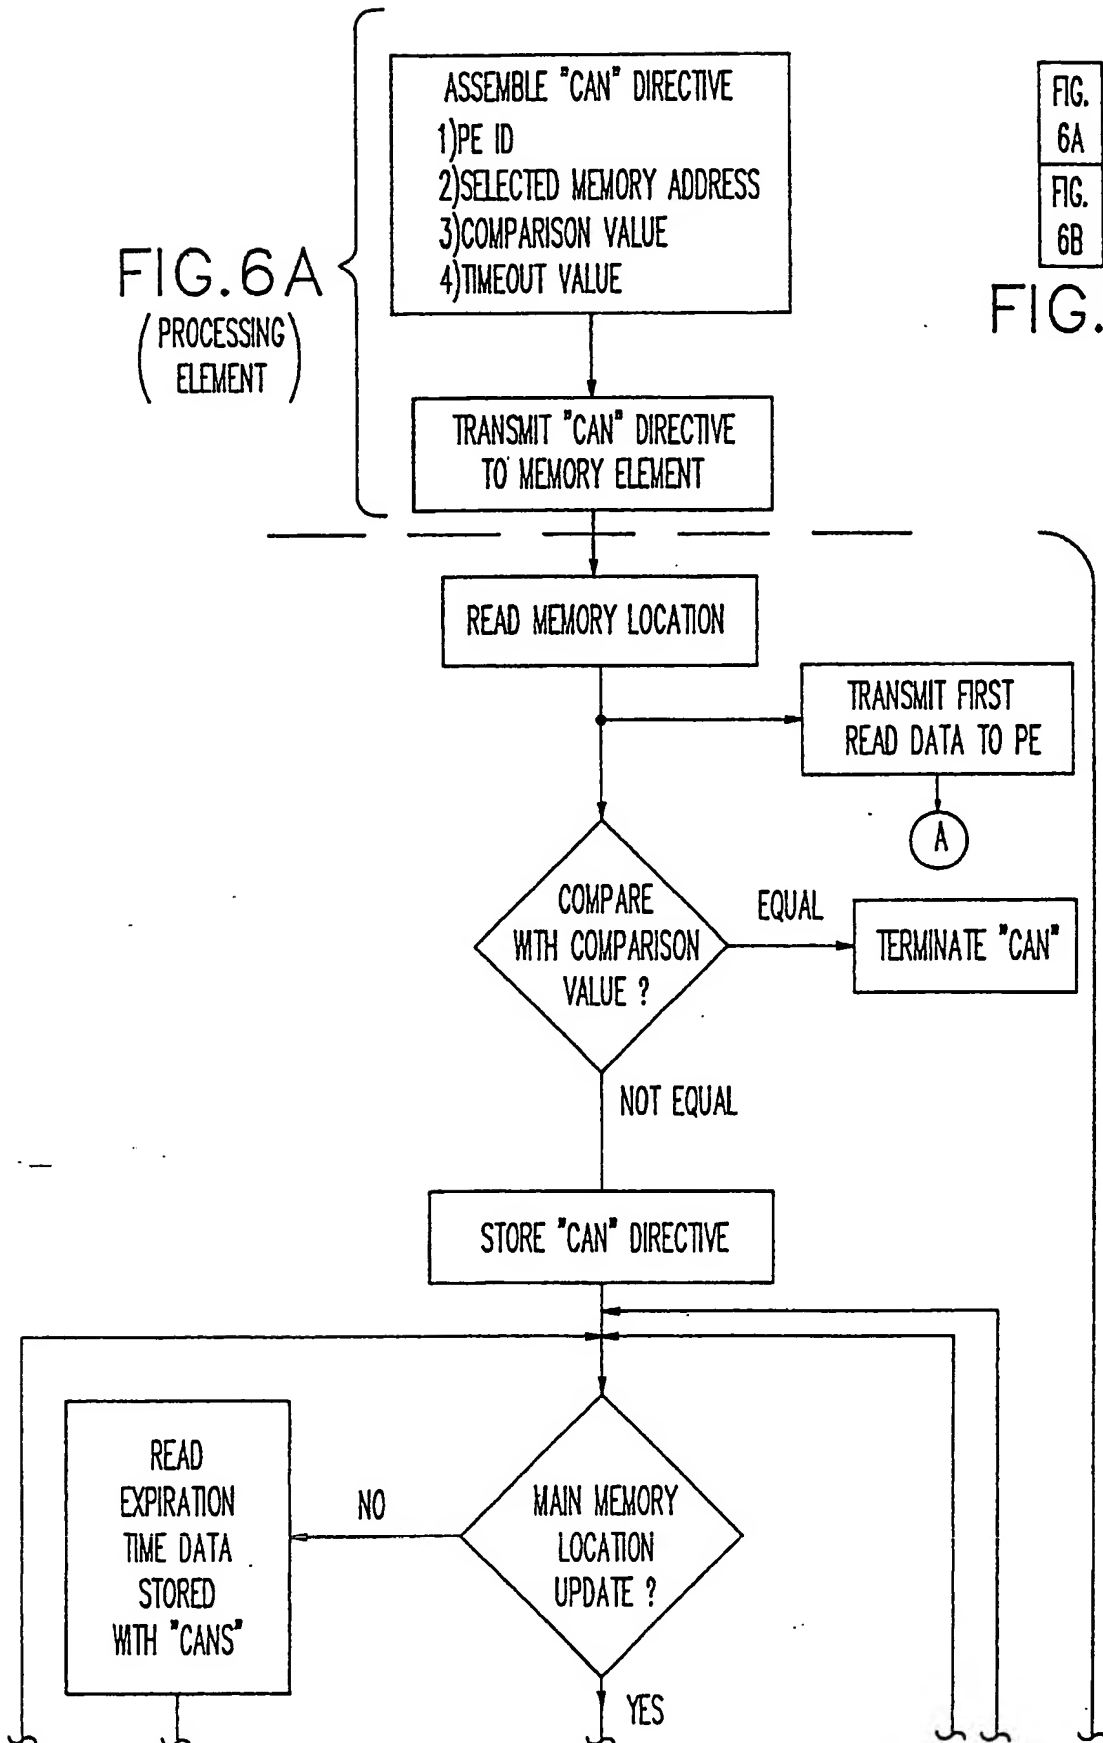 ASSEMBLE "CAN" DIRECTIVE
1)PE ID
2)SELECTED MEMORY ADDRESS
3)COMPARISON VALUE
4)TIMEOUT VALUE
FIG.
6A
FIG.
6B
FIG.
FIG.6A
(PROCESSING
ELEMENT)
TRANSMIT "CAN" DIRECTIVE
TO MEMORY ELEMENT
READ MEMORY LOCATION
TRANSMIT FIRST
READ DATA TO PE
A
COMPARE
WITH COMPARISON
VALUE ?
EQUAL
TERMINATE "CAN"
NOT EQUAL
STORE "CAN" DIRECTIVE
READ
EXPIRATION
TIME DATA
STORED
WITH "CANS"
NO
MAIN MEMORY
LOCATION
UPDATE ?
YES